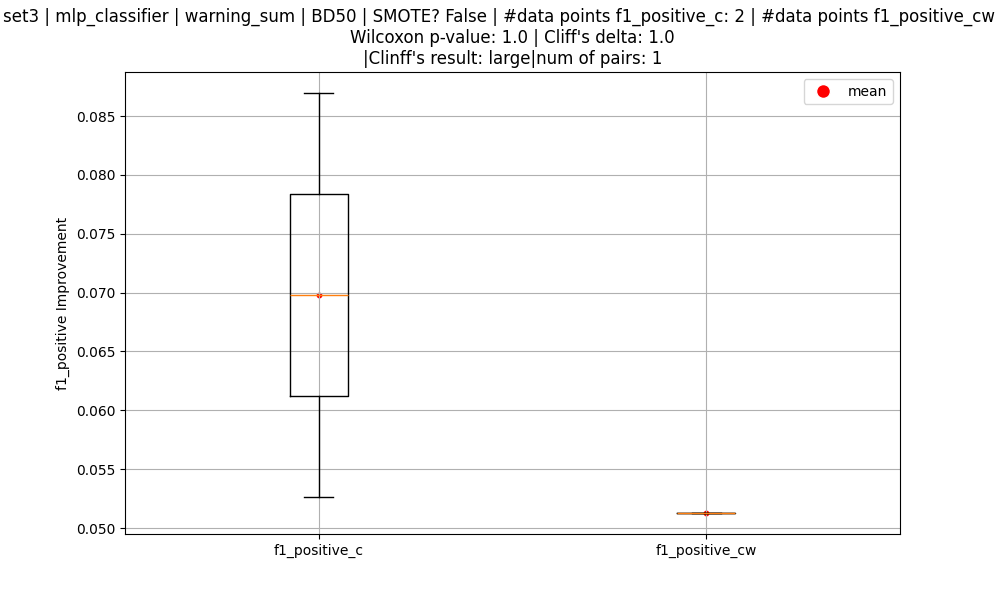 set3 | mlp_classifier | warning_sum | BD50 | SMOTE? False | #data points f1_positive_c: 2 | #data points f1_positive_cw
Wilcoxon p-value: 1.0 | Cliff's delta: 1.0
|Clinff's result: large|num of pairs: 1
mean
0.085
0.080
0.075
0.070
0.065
0.060
0.055
0.050
f1_positive Improvement
f1_positive_c
f1_positive_cw